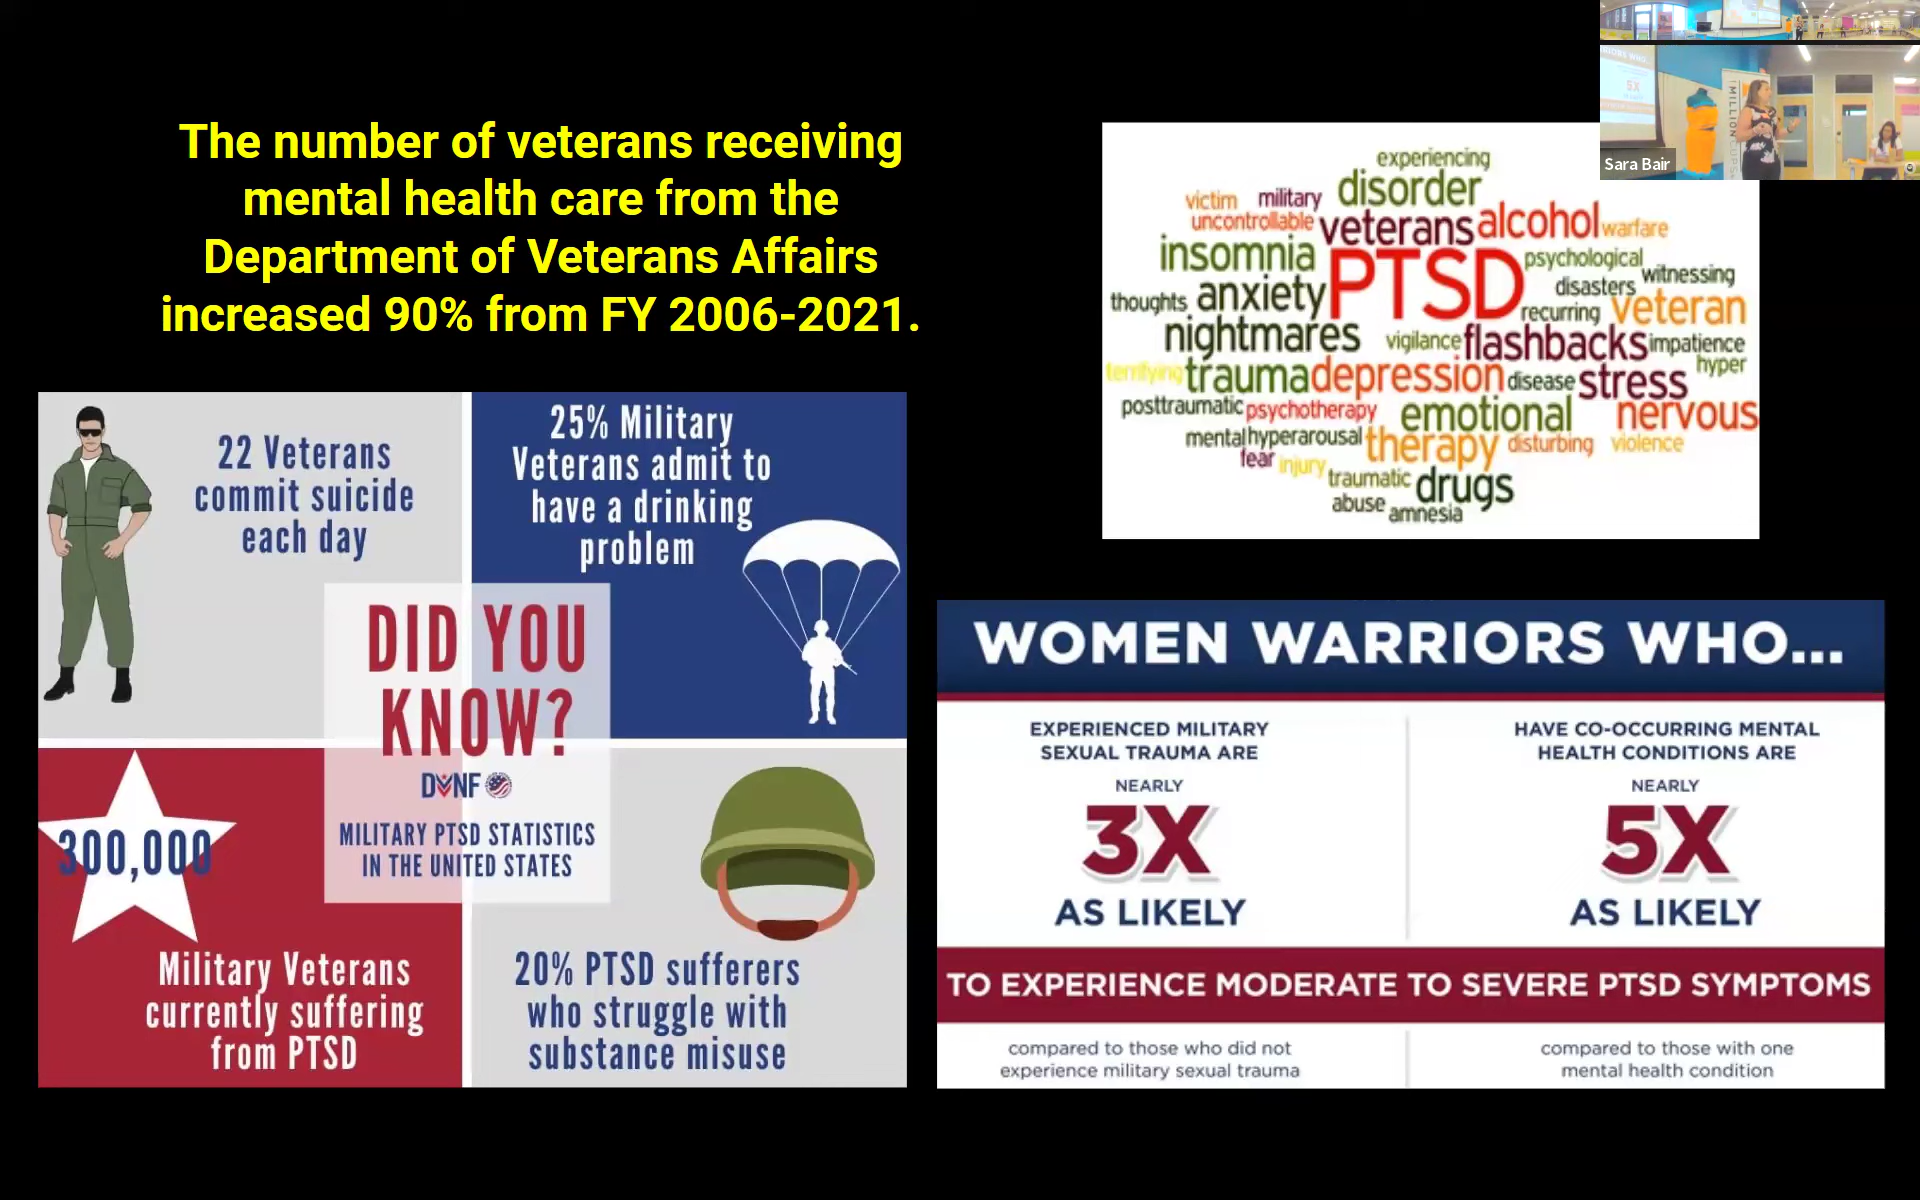 The number of veterans receiving
mental health care from the
Department of Veterans Affairs
increased 90% from FY 2006-2021.
Sara Bair
5X
experiencing
disorder
victim military
uncontrollable
veterans alcohol warfare
insomnia PTSD psychological
witnessing
disasters
thoughts anxiety recurring veteran
nightmares vigilance flashbacks impatience
hyper
terrifying trauma depression disease stress
posttraumatic psychotherapy emotional nervous
mental hyperarousal therapy disturbing violence
fear injury
traumatic drugs
abuse amnesia
22 Veterans
commit suicide
each day
25% Military
Veterans admit to
have a drinking
problem
DID YOU
KNOW?
DVNF
MILITARY PTSD STATISTICS
IN THE UNITED STATES
300,000
Military Veterans
currently suffering
from PTSD
20% PTSD sufferers
who struggle with
substance misuse
WOMEN WARRIORS WHO...
EXPERIENCED MILITARY
SEXUAL TRAUMA ARE
NEARLY
3X
AS LIKELY
HAVE CO-OCCURRING MENTAL
HEALTH CONDITIONS ARE
NEARLY
5X
AS LIKELY
TO EXPERIENCE MODERATE TO SEVERE PTSD SYMPTOMS
compared to those who did not
experience military sexual trauma
compared to those with one
mental health condition